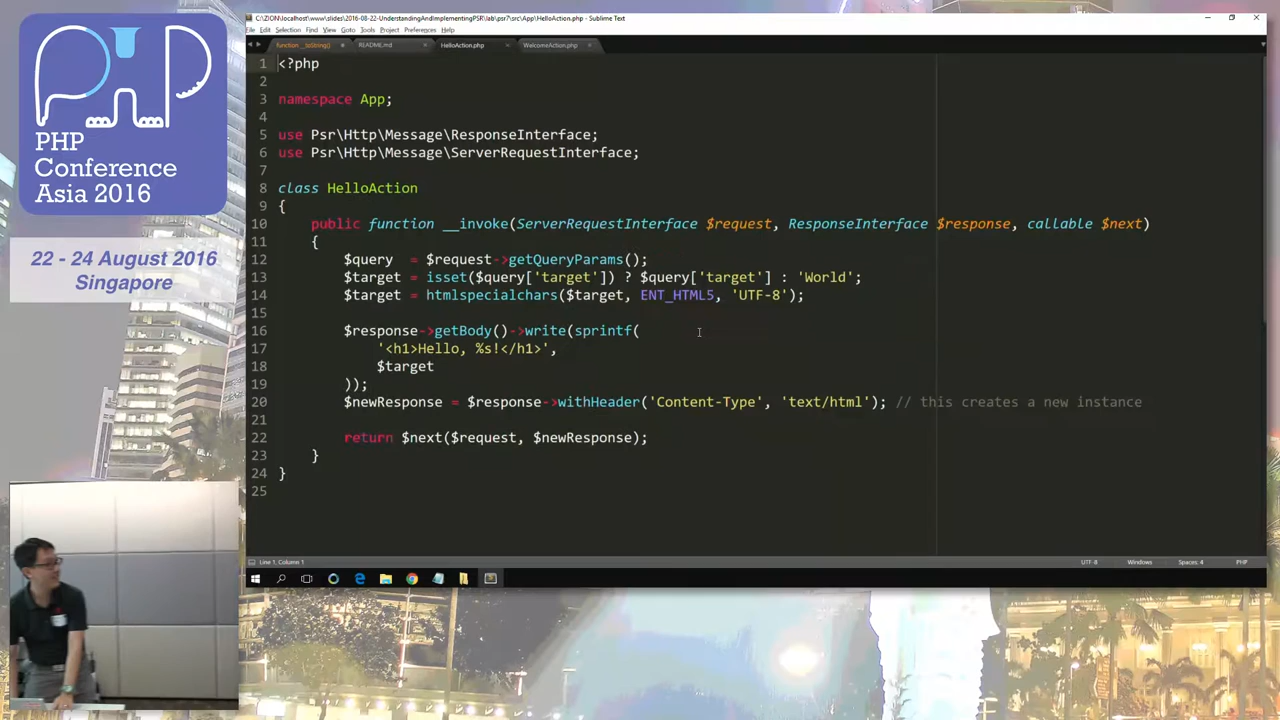 PHP
Conference
Asia 2016
22 - 24 August 2016
Singapore
C:\ZION\localhost\www\slides\2016-08-22-UnderstandingAndImplementingPSR\lab\psr7\src\App\HelloAction.php - Sublime Text
File Edit Selection Find View Goto Tools Project Preferences Help
function __toString() README.md HelloAction.php WelcomeAction.php
1 <?php
2
3 namespace App;
4
5 use Psr\Http\Message\ResponseInterface;
6 use Psr\Http\Message\ServerRequestInterface;
7
8 class HelloAction
9 {
10 public function __invoke(ServerRequestInterface $request, ResponseInterface $response, callable $next)
11 {
12 $query  = $request->getQueryParams();
13 $target = isset($query['target']) ? $query['target'] : 'World';
14 $target = htmlspecialchars($target, ENT_HTML5, 'UTF-8');
15
16 $response->getBody()->write(sprintf(
17 '<h1>Hello, %s!</h1>',
18 $target
19 ));
20 $newResponse = $response->withHeader('Content-Type', 'text/html'); // this creates a new instance
21
22 return $next($request, $newResponse);
23 }
24 }
25
Line 1, Column 1 UTF-8 Windows Spaces: 4 PHP